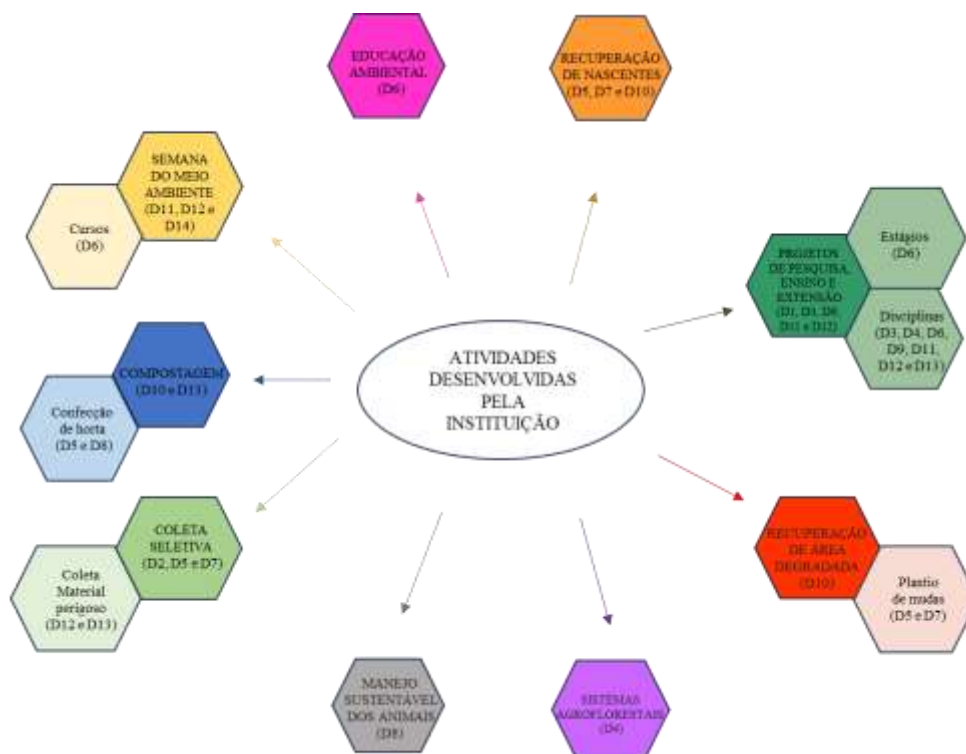 EDUCAÇÃO
AMBIENTAL
(D6)
RECUPERAÇÃO
DE NASCENTES
(D5, D7 e D10)
SEMANA
DO MEIO
AMBIENTE
(D11, D12 e
D14)
Cursos
(D6)
Estágios
(D6)
PROJETOS
DE PESQUISA,
ENSINO E
EXTENSÃO
(D1, D3,
D11 e D12)
Disciplinas
(D3, D4, D6,
D9, D11,
D12 e D13)
ATIVIDADES
DESENVOLVIDAS
PELA
INSTITUIÇÃO
COMPOSTAGEM
(D10 e D13)
Confecção
de horta
(D5 e D8)
COLETA
SELETIVA
(D2, D5 e D7)
Coleta
Material
perigoso
(D12 e D13)
RECUPERAÇÃO
DE ÁREA
DEGRADADA
(D10)
Plantio
de mudas
(D5 e D7)
MANEJO
SUSTENTÁVEL
DOS ANIMAIS
(D8)
SISTEMAS
AGROFLORESTAIS
(D4)